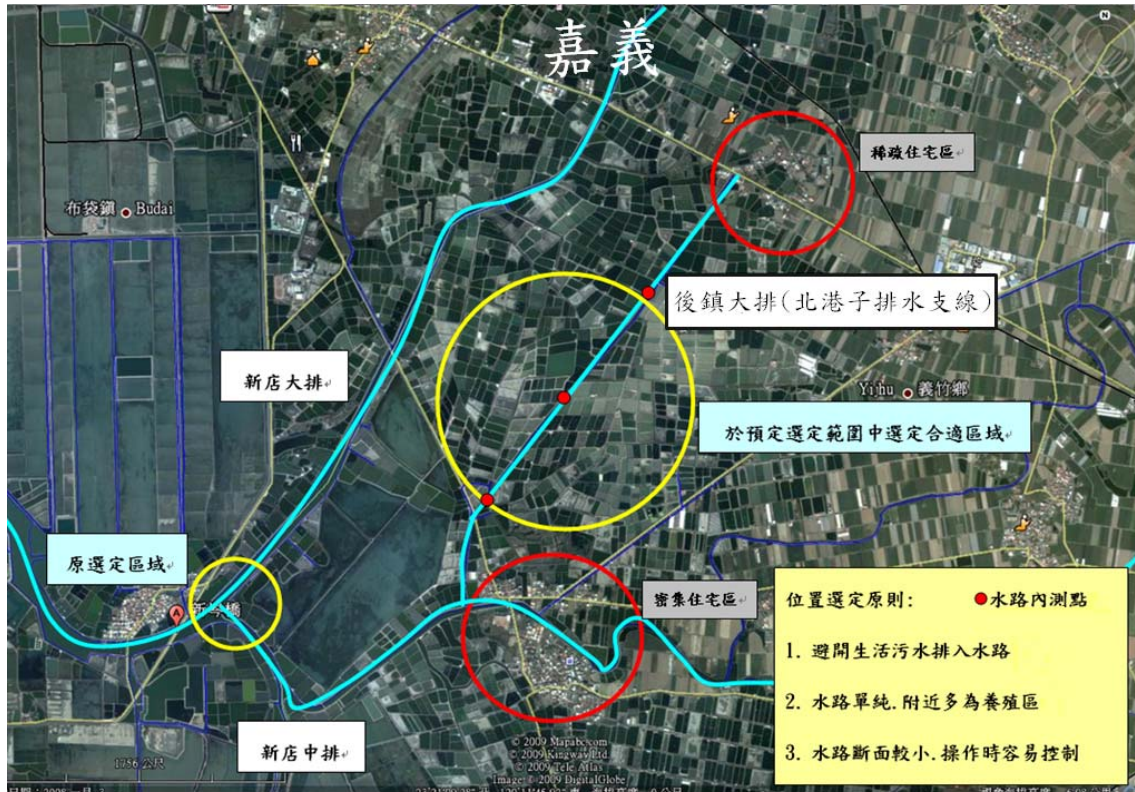 嘉義
稀疏住宅區
布袋鎮 Budai
後鎮大排(北港子排水支線)
新店大排
Yihu 義竹鄉
於預定選定範圍中選定合適區域
原選定區域
A
密集住宅區
位置選定原則: 水路內測點
1. 避開生活污水排入水路
2. 水路單純.附近多為養殖區
3. 水路斷面較小.操作時容易控制
新店中排
1756 公尺
© 2009 Mapabc.com
© 2009 Kingway Ltd.
© 2009 Tele Atlas
Image © 2009 DigitalGlobe
N